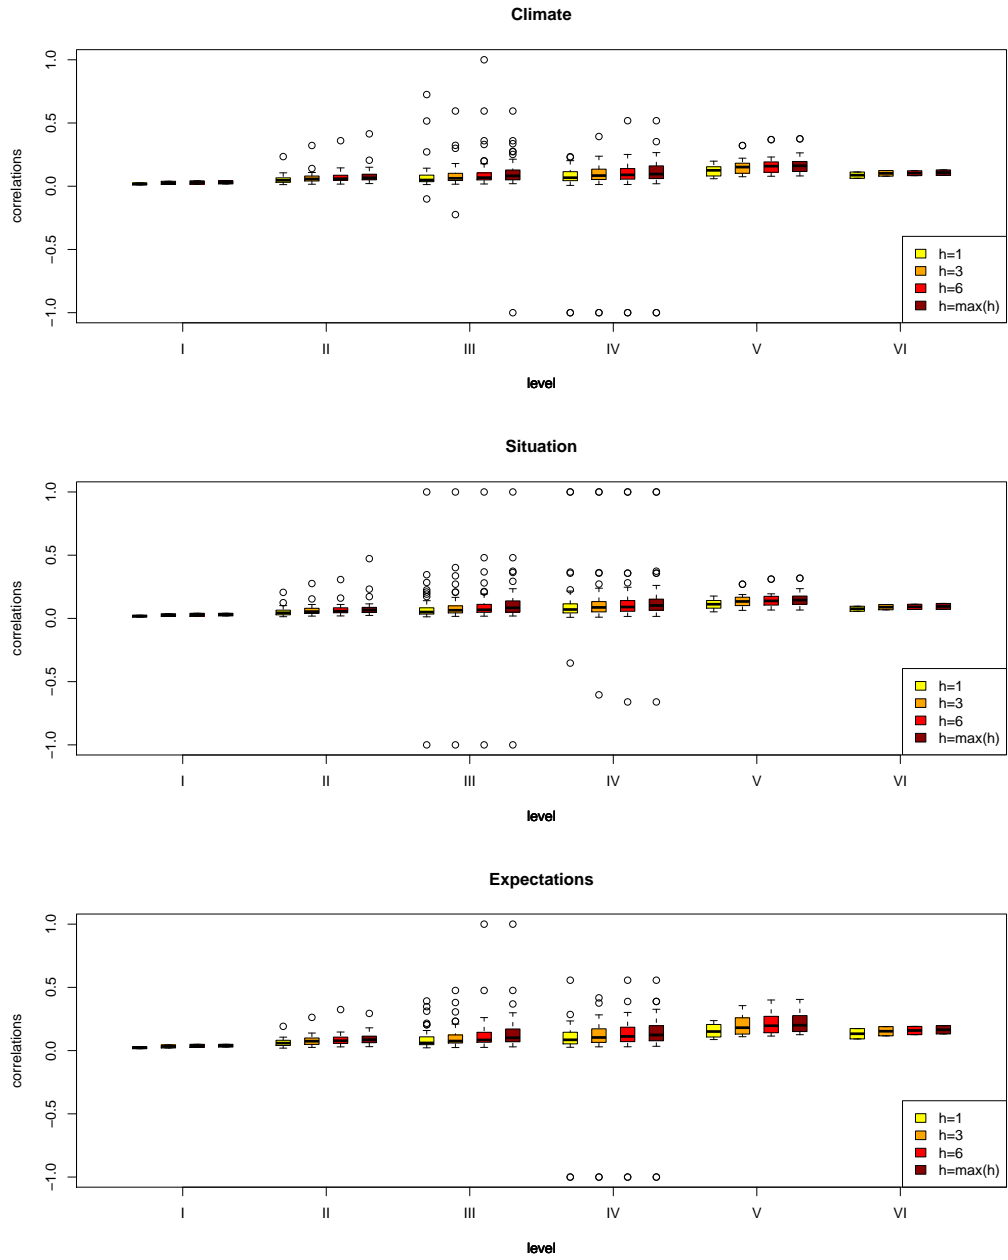 Climate
correlations
1.0
0.5
0.0
−0.5
−1.0
h=1
h=3
h=6
h=max(h)
I II III IV V VI
level
Situation
correlations
1.0
0.5
0.0
−0.5
−1.0
h=1
h=3
h=6
h=max(h)
I II III IV V VI
level
Expectations
correlations
1.0
0.5
0.0
−0.5
−1.0
h=1
h=3
h=6
h=max(h)
I II III IV V VI
level